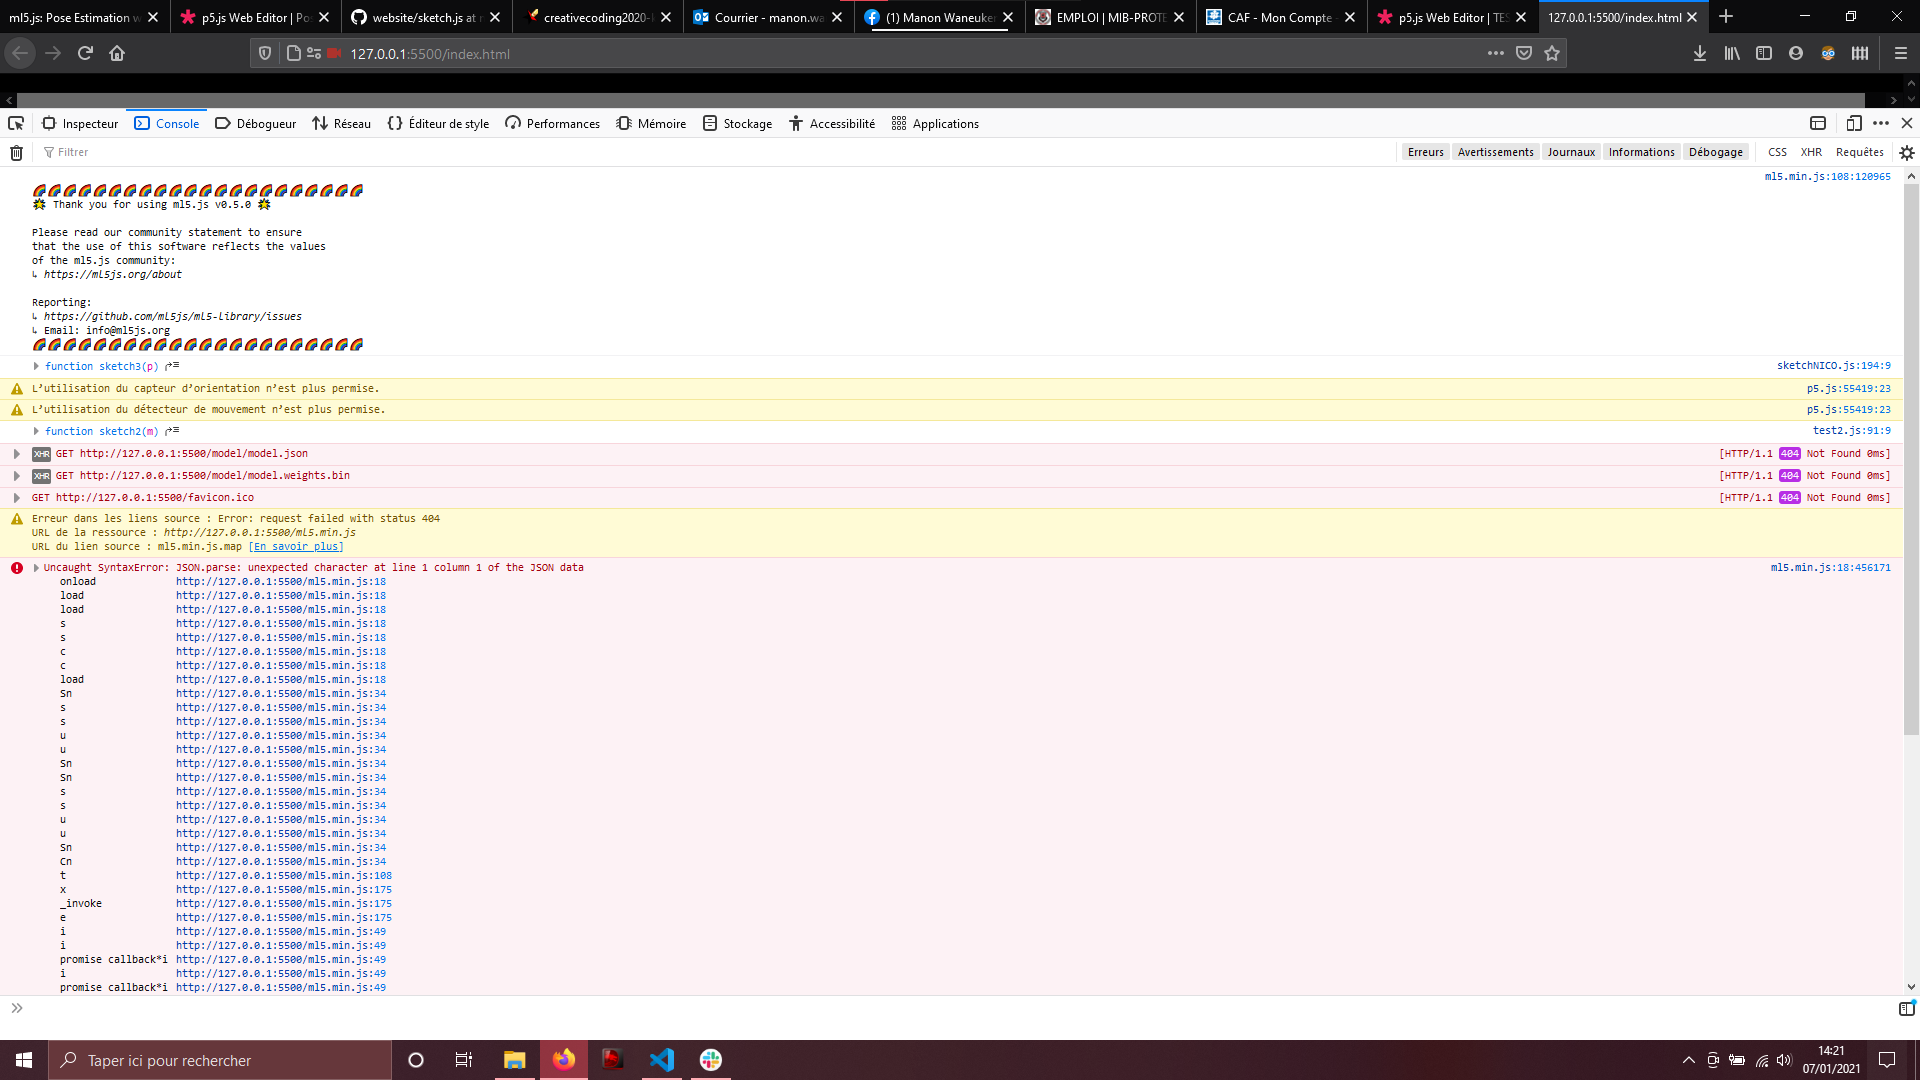 ml5.js: Pose Estimation w
p5.js Web Editor | Po
website/sketch.js at
creativecoding2020-
Courrier - manon.wa
(1) Manon Waneuker
EMPLOI | MIB-PROTE
CAF - Mon Compte -
p5.js Web Editor | TES
127.0.0.1:5500/index.html
127.0.0.1:5500/index.html
Inspecteur Console Débogueur Réseau {} Éditeur de style Performances Mémoire Stockage Accessibilité Applications
Filtrer
Erreurs Avertissements Journaux Informations Débogage CSS XHR Requêtes
ml5.min.js:108:120965
Thank you for using ml5.js v0.5.0
Please read our community statement to ensure
that the use of this software reflects the values
of the ml5.js community:
↳ https://ml5js.org/about
Reporting:
↳ https://github.com/ml5js/ml5-library/issues
↳ Email: info@ml5js.org
function sketch3(p) sketchNICO.js:194:9
L’utilisation du capteur d’orientation n’est plus permise. p5.js:55419:23
L’utilisation du détecteur de mouvement n’est plus permise. p5.js:55419:23
function sketch2(m) test2.js:91:9
XHR GET http://127.0.0.1:5500/model/model.json [HTTP/1.1 404 Not Found 0ms]
XHR GET http://127.0.0.1:5500/model/model.weights.bin [HTTP/1.1 404 Not Found 0ms]
GET http://127.0.0.1:5500/favicon.ico [HTTP/1.1 404 Not Found 0ms]
Erreur dans les liens source : Error: request failed with status 404
URL de la ressource : http://127.0.0.1:5500/ml5.min.js
URL du lien source : ml5.min.js.map [En savoir plus]
Uncaught SyntaxError: JSON.parse: unexpected character at line 1 column 1 of the JSON data ml5.min.js:18:456171
onload http://127.0.0.1:5500/ml5.min.js:18
load http://127.0.0.1:5500/ml5.min.js:18
load http://127.0.0.1:5500/ml5.min.js:18
s http://127.0.0.1:5500/ml5.min.js:18
s http://127.0.0.1:5500/ml5.min.js:18
c http://127.0.0.1:5500/ml5.min.js:18
c http://127.0.0.1:5500/ml5.min.js:18
load http://127.0.0.1:5500/ml5.min.js:18
Sn http://127.0.0.1:5500/ml5.min.js:34
s http://127.0.0.1:5500/ml5.min.js:34
s http://127.0.0.1:5500/ml5.min.js:34
u http://127.0.0.1:5500/ml5.min.js:34
u http://127.0.0.1:5500/ml5.min.js:34
Sn http://127.0.0.1:5500/ml5.min.js:34
Sn http://127.0.0.1:5500/ml5.min.js:34
s http://127.0.0.1:5500/ml5.min.js:34
s http://127.0.0.1:5500/ml5.min.js:34
u http://127.0.0.1:5500/ml5.min.js:34
u http://127.0.0.1:5500/ml5.min.js:34
Sn http://127.0.0.1:5500/ml5.min.js:34
Cn http://127.0.0.1:5500/ml5.min.js:34
t http://127.0.0.1:5500/ml5.min.js:108
x http://127.0.0.1:5500/ml5.min.js:175
_invoke http://127.0.0.1:5500/ml5.min.js:175
e http://127.0.0.1:5500/ml5.min.js:175
i http://127.0.0.1:5500/ml5.min.js:49
i http://127.0.0.1:5500/ml5.min.js:49
promise callback*i http://127.0.0.1:5500/ml5.min.js:49
i http://127.0.0.1:5500/ml5.min.js:49
promise callback*i http://127.0.0.1:5500/ml5.min.js:49
Taper ici pour rechercher
14:21
07/01/2021